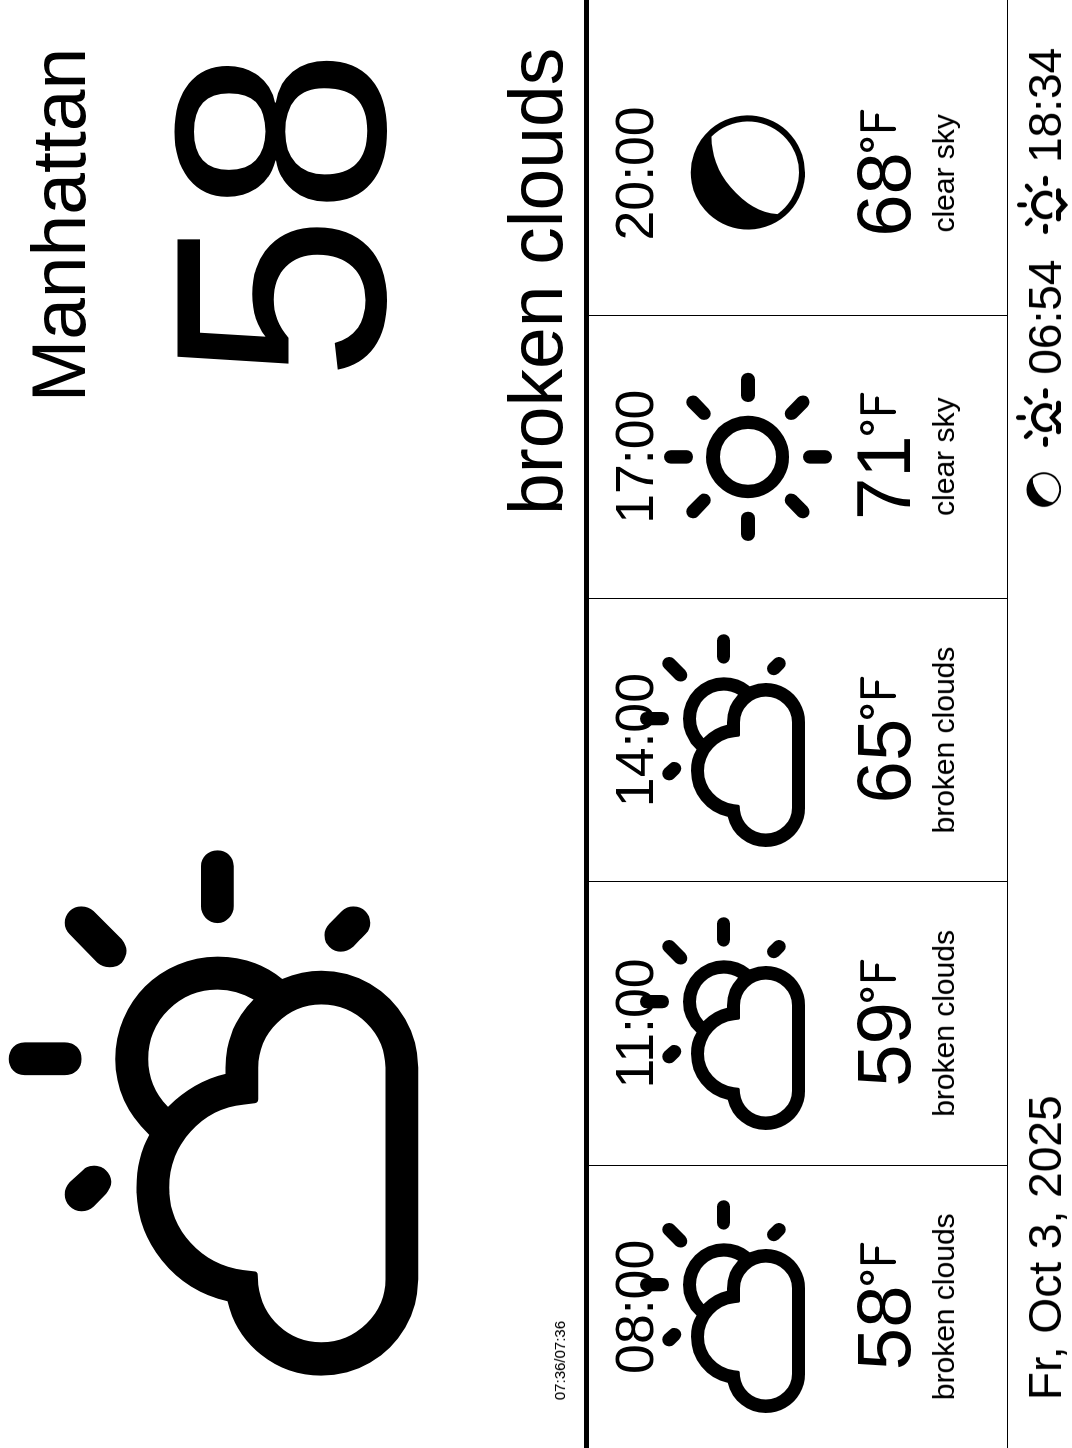 Manhattan
58
broken clouds
07:36/07:36
08:00
58°F
broken clouds
11:00
59°F
broken clouds
14:00
65°F
broken clouds
17:00
71°F
clear sky
20:00
68°F
clear sky
Fr, Oct 3, 2025
06:54
18:34